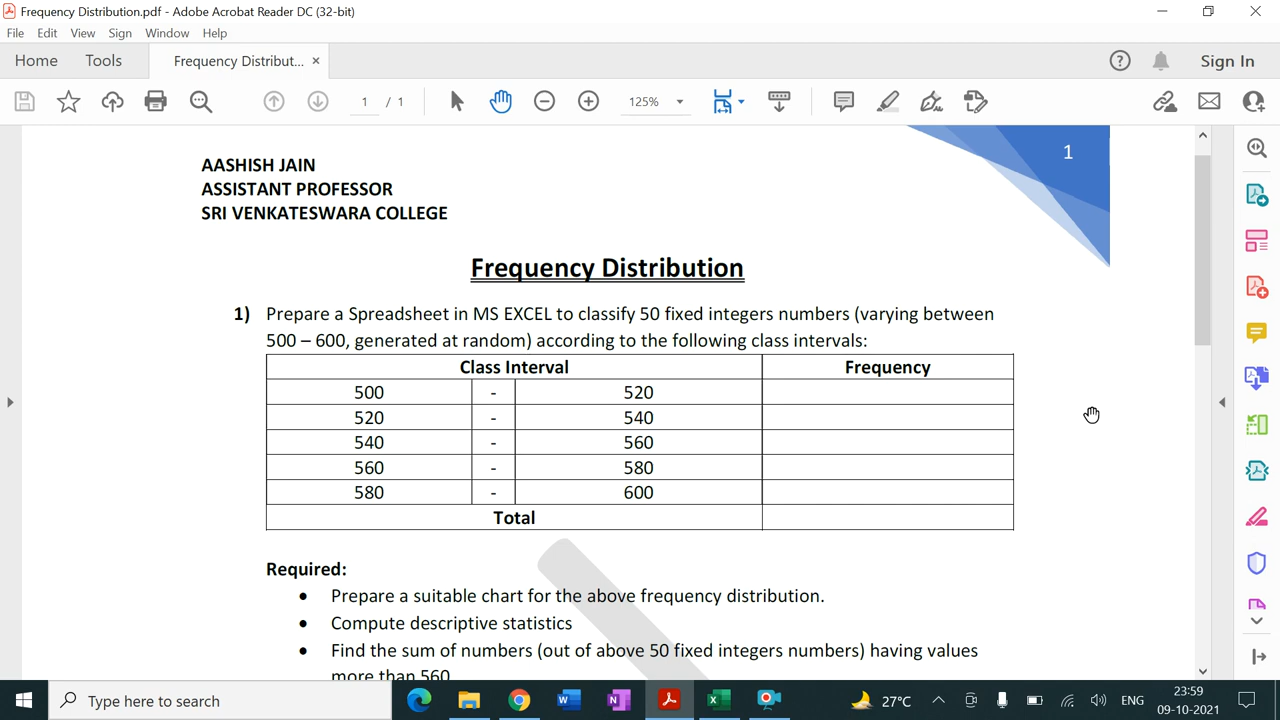 Frequency Distribution.pdf - Adobe Acrobat Reader DC (32-bit)
File Edit View Sign Window Help
Home Tools Frequency Distribut... × Sign In
1 / 1 125%
1
AASHISH JAIN
ASSISTANT PROFESSOR
SRI VENKATESWARA COLLEGE
Frequency Distribution
1) Prepare a Spreadsheet in MS EXCEL to classify 50 fixed integers numbers (varying between
500 – 600, generated at random) according to the following class intervals:
Class Interval Frequency
500 - 520
520 - 540
540 - 560
560 - 580
580 - 600
Total
Required:
• Prepare a suitable chart for the above frequency distribution.
• Compute descriptive statistics
• Find the sum of numbers (out of above 50 fixed integers numbers) having values
more than 560
Type here to search
27°C ENG
23:59
09-10-2021